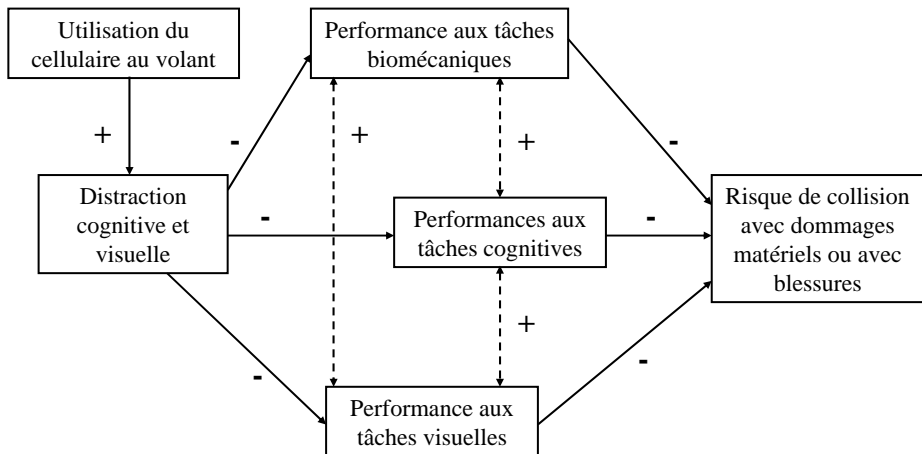 Utilisation du
cellulaire au volant
Performance aux tâches
biomécaniques
+
-
+
+
-
Distraction
cognitive et
visuelle
-
Performances aux
tâches cognitives
-
Risque de collision
avec dommages
matériels ou avec
blessures
+
-
-
Performance aux
tâches visuelles